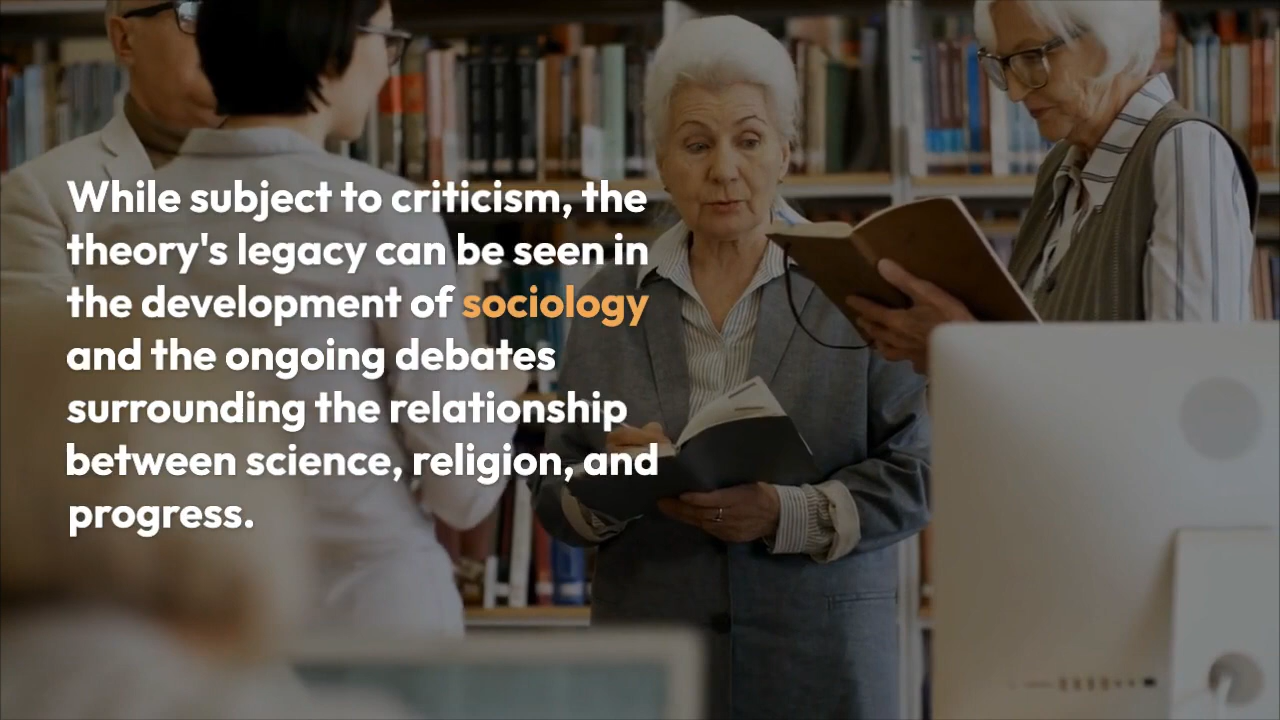 While subject to criticism, the
theory's legacy can be seen in
the development of sociology
and the ongoing debates
surrounding the relationship
between science, religion, and
progress.